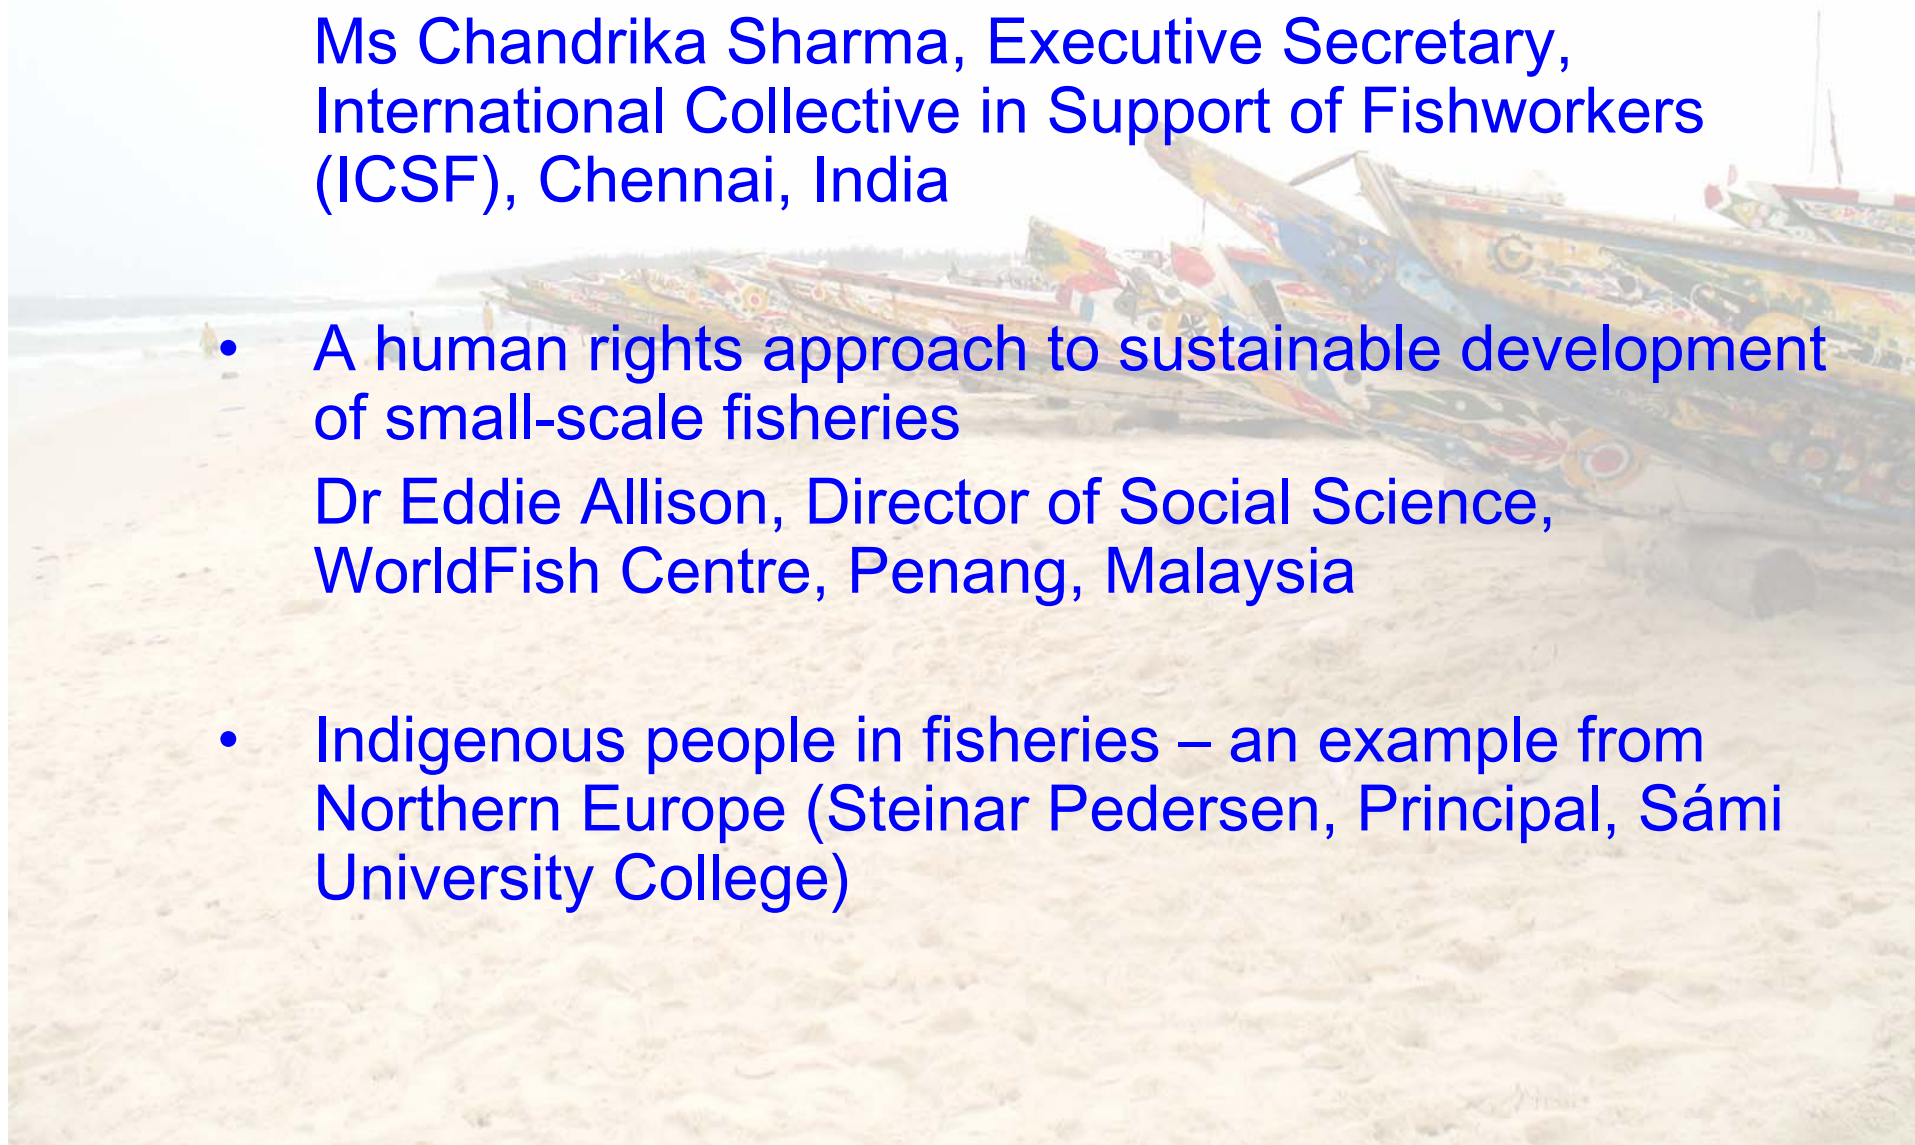 Ms Chandrika Sharma, Executive Secretary,
International Collective in Support of Fishworkers
(ICSF), Chennai, India
• A human rights approach to sustainable development
of small-scale fisheries
Dr Eddie Allison, Director of Social Science,
WorldFish Centre, Penang, Malaysia
• Indigenous people in fisheries – an example from
Northern Europe (Steinar Pedersen, Principal, Sámi
University College)